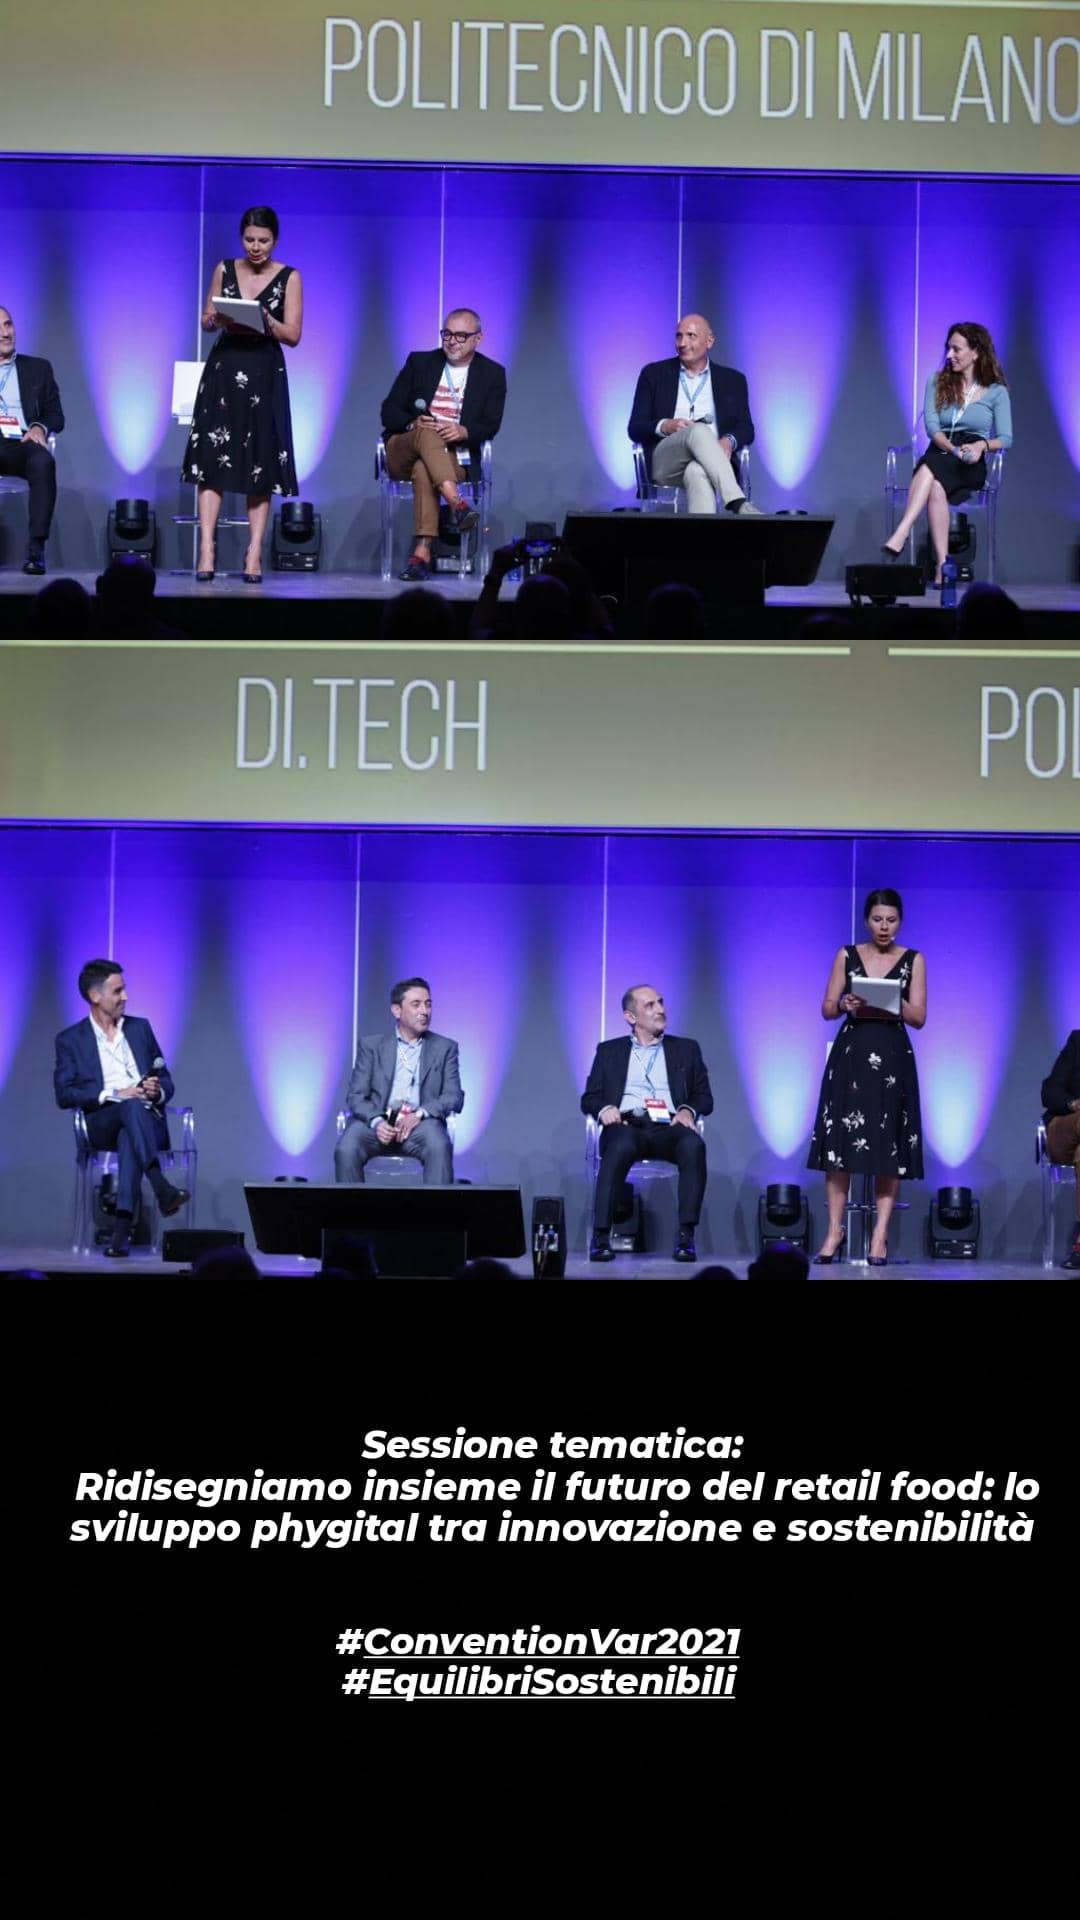 POLITECNICO DI MILANO
DI.TECH
POL
Sessione tematica:
Ridisegniamo insieme il futuro del retail food: lo
sviluppo phygital tra innovazione e sostenibilità
#ConventionVar2021
#EquilibriSostenibili